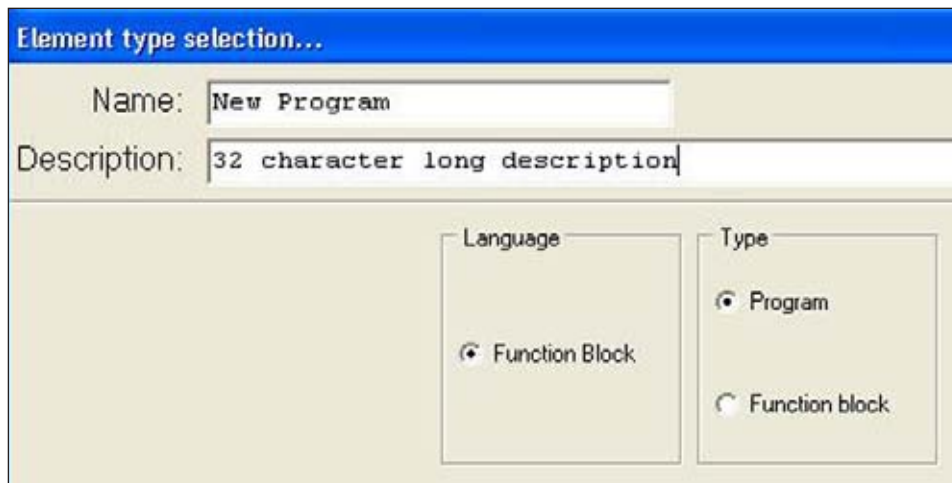 Element type selection...
Name: New Program
Description: 32 character long description
Language
Type
Program
Function Block
Function block